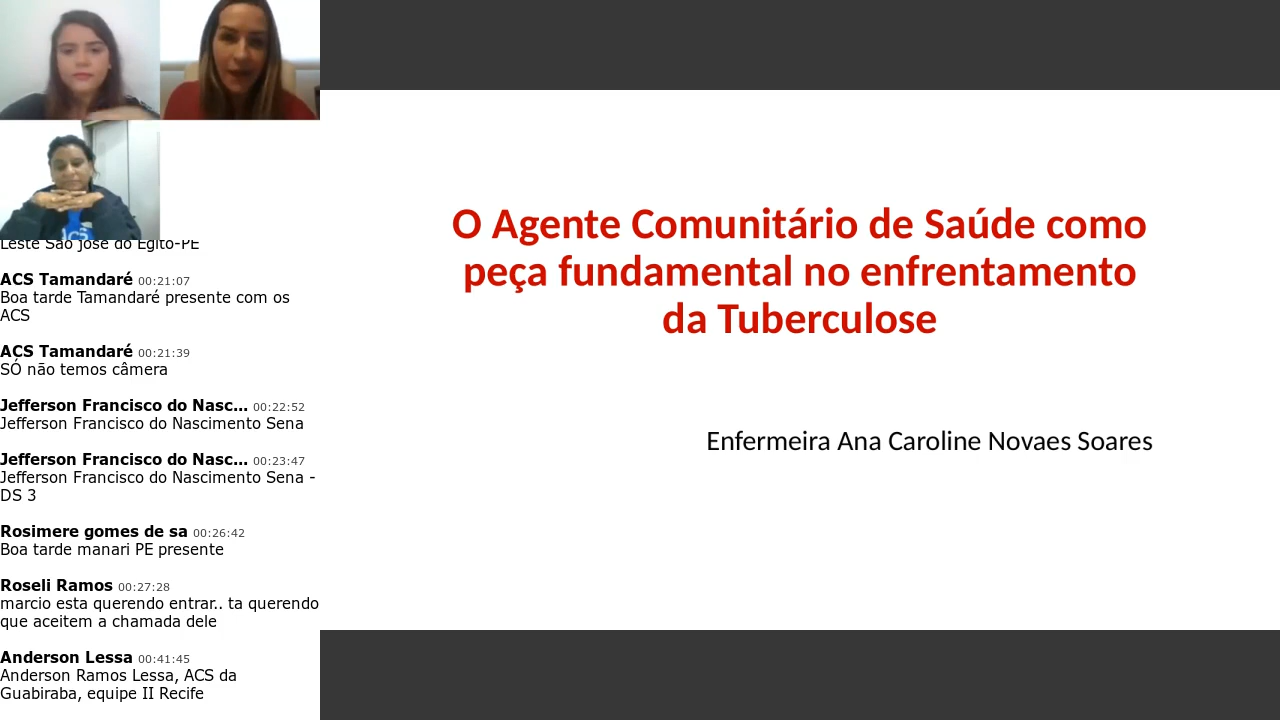 Leste São José do Egito-PE
ACS Tamandaré 00:21:07
Boa tarde Tamandaré presente com os
ACS
ACS Tamandaré 00:21:39
SÓ não temos câmera
Jefferson Francisco do Nasc... 00:22:52
Jefferson Francisco do Nascimento Sena
Jefferson Francisco do Nasc... 00:23:47
Jefferson Francisco do Nascimento Sena -
DS 3
Rosimere gomes de sa 00:26:42
Boa tarde manari PE presente
Roseli Ramos 00:27:28
marcio esta querendo entrar.. ta querendo
que aceitem a chamada dele
Anderson Lessa 00:41:45
Anderson Ramos Lessa, ACS da
Guabiraba, equipe II Recife
O Agente Comunitário de Saúde como
peça fundamental no enfrentamento
da Tuberculose
Enfermeira Ana Caroline Novaes Soares